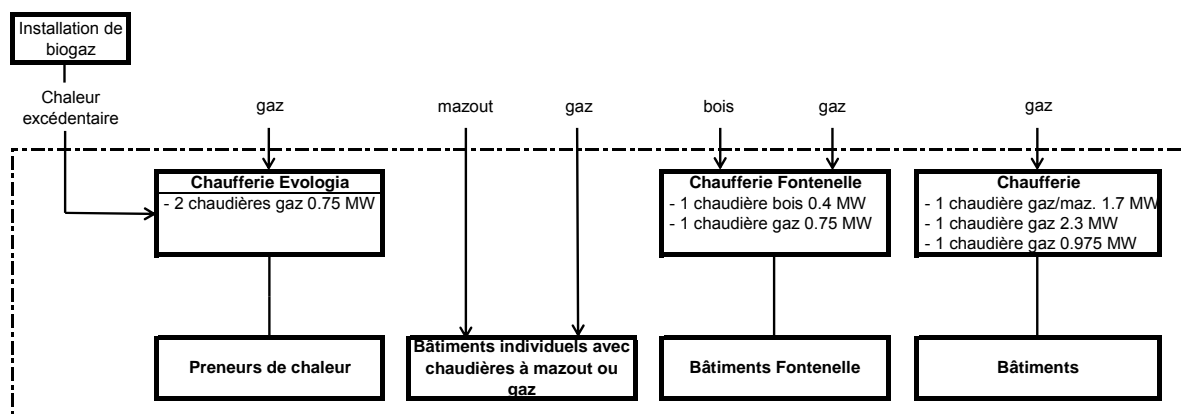 Installation de
biogaz
Chaleur
excédentaire
gaz
mazout
gaz
bois
gaz
gaz
Chaufferie Evologia
- 2 chaudières gaz 0.75 MW
Chaufferie Fontenelle
- 1 chaudière bois 0.4 MW
- 1 chaudière gaz 0.75 MW
Chaufferie
- 1 chaudière gaz/maz. 1.7 MW
- 1 chaudière gaz 2.3 MW
- 1 chaudière gaz 0.975 MW
Preneurs de chaleur
Bâtiments individuels avec
chaudières à mazout ou
gaz
Bâtiments Fontenelle
Bâtiments